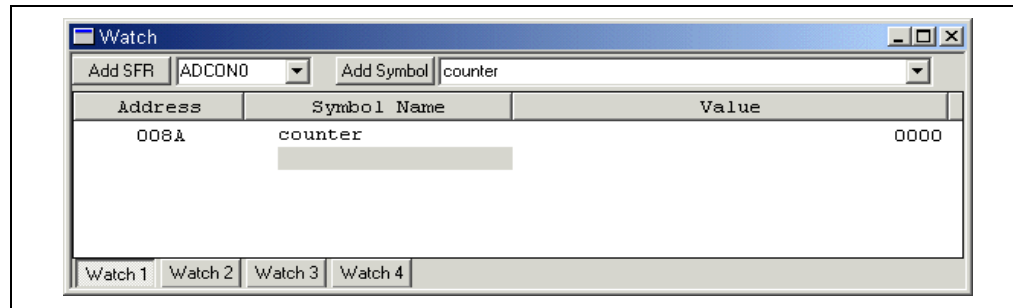 Watch
Add SFR ADCON0 Add Symbol counter
Address Symbol Name Value
008A counter 0000
Watch 1 Watch 2 Watch 3 Watch 4